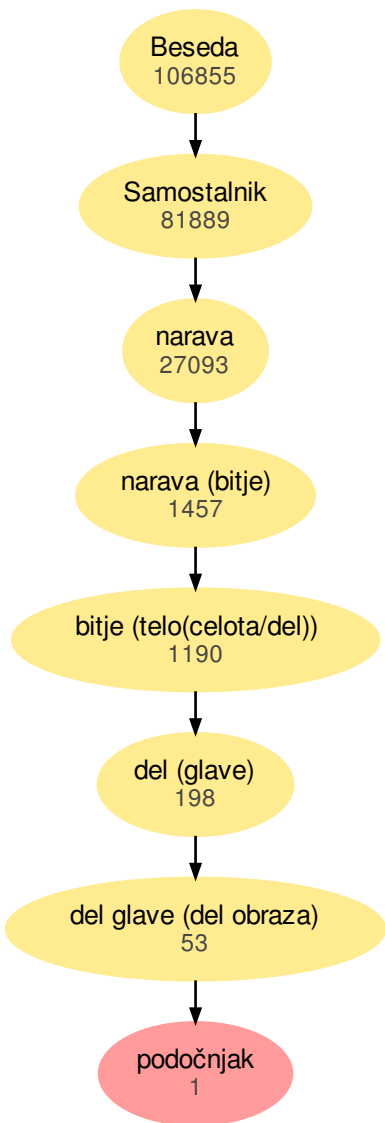 Beseda
106855
Samostalnik
81889
narava
27093
narava (bitje)
1457
bitje (telo(celota/del))
1190
del (glave)
198
del glave (del obraza)
53
podočnjak
1